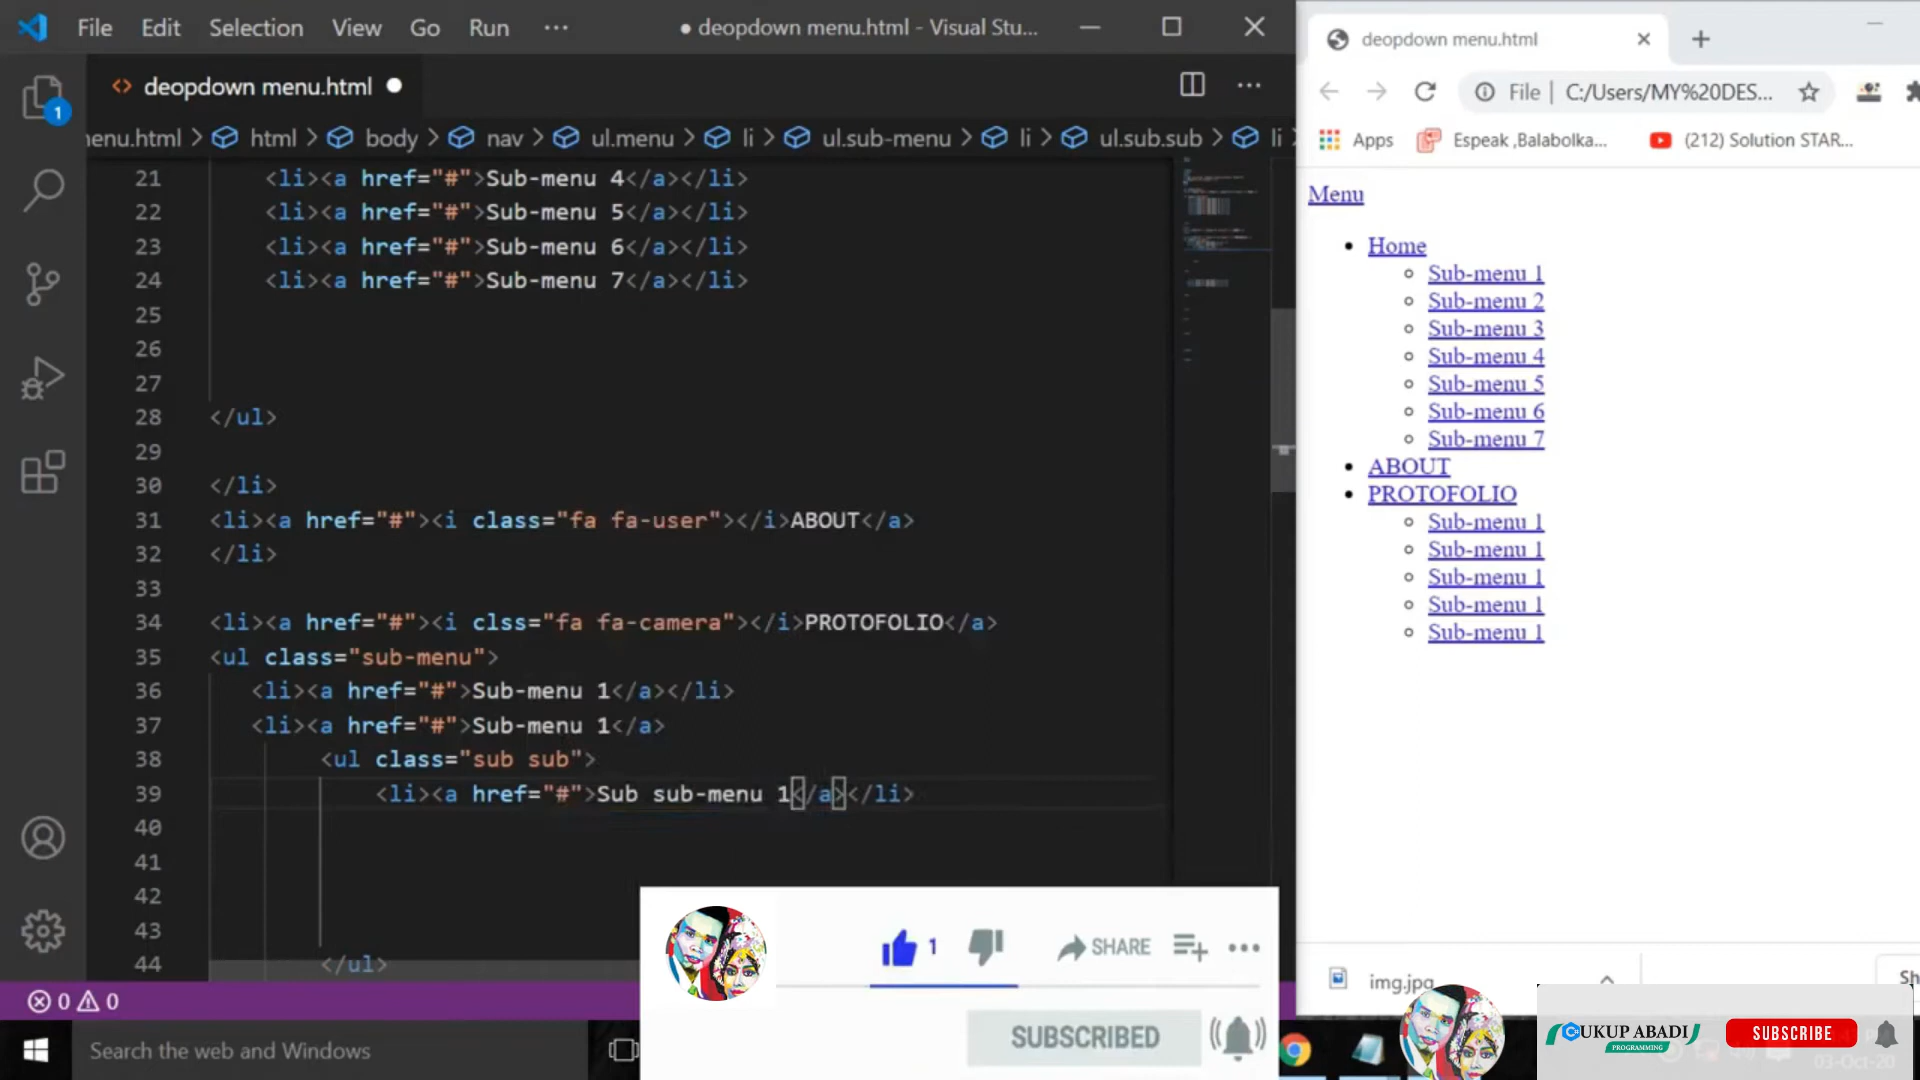 File Edit Selection View Go Run ··· ● deopdown menu.html - Visual Stu...
deopdown menu.html ●
enu.html > html > body > nav > ul.menu > li > ul.sub-menu > li > ul.sub.sub > li
1
21 <li><a href="#">Sub-menu 4</a></li>
22 <li><a href="#">Sub-menu 5</a></li>
23 <li><a href="#">Sub-menu 6</a></li>
24 <li><a href="#">Sub-menu 7</a></li>
25
26
27
28 </ul>
29
30 </li>
31 <li><a href="#"><i class="fa fa-user"></i>ABOUT</a>
32 </li>
33
34 <li><a href="#"><i clss="fa fa-camera"></i>PROTOFOLIO</a>
35 <ul class="sub-menu">
36 <li><a href="#">Sub-menu 1</a></li>
37 <li><a href="#">Sub-menu 1</a>
38 <ul class="sub sub">
39 <li><a href="#">Sub sub-menu 1</a></li>
40
41
42
43
44 </ul>
0 0
Search the web and Windows
deopdown menu.html
File | C:/Users/MY%20DES...
Apps Espeak ,Balabolka... (212) Solution STAR...
Menu
Home
Sub-menu 1
Sub-menu 2
Sub-menu 3
Sub-menu 4
Sub-menu 5
Sub-menu 6
Sub-menu 7
ABOUT
PROTOFOLIO
Sub-menu 1
Sub-menu 1
Sub-menu 1
Sub-menu 1
Sub-menu 1
img.jpg Sh
1 SHARE
SUBSCRIBED
UKUP ABADI
PROGRAMMING
SUBSCRIBE
03-Oct-20